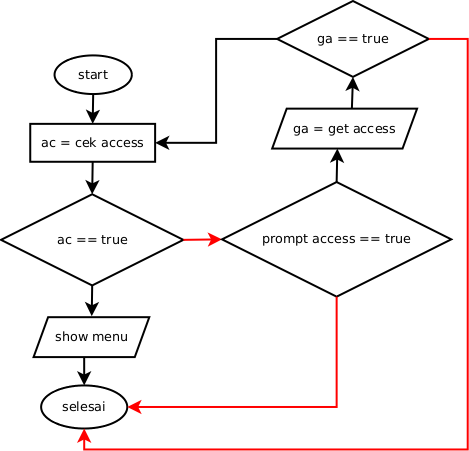 ga == true
start
ga = get access
ac = cek access
ac == true
prompt access == true
show menu
selesai